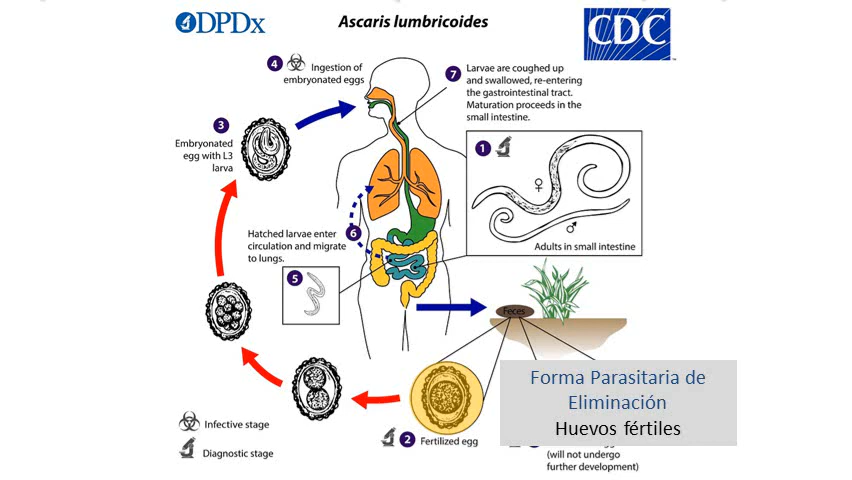 DPDx
Ascaris lumbricoides
CDC
4
Ingestion of
embryonated eggs
7
Larvae are coughed up
and swallowed, re-entering
the gastrointestinal tract.
Maturation proceeds in the
small intestine.
3
Embryonated
egg with L3
larva
1
♀
♂
Adults in small intestine
Hatched larvae enter
circulation and migrate
to lungs.
6
5
Feces
Forma Parasitaria de
Eliminación
Huevos fértiles
2
Fertilized egg
(will not undergo
further development)
Infective stage
Diagnostic stage